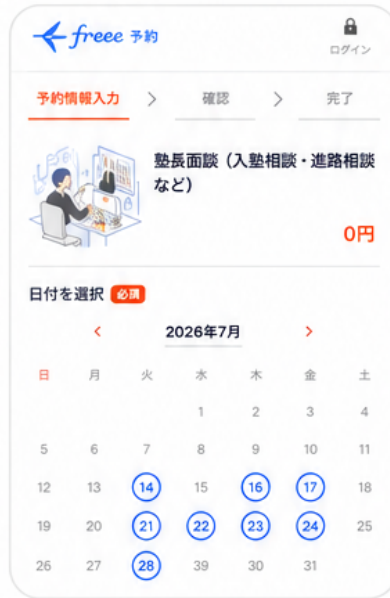 freee 予約
ログイン
予約情報入力 > 確認 > 完了
塾長面談（入塾相談・進路相談
など）
0円
日付を選択 必須
< 2026年7月 >
日 月 火 水 木 金 土
1 2 3 4
5 6 7 8 9 10 11
12 13 14 15 16 17 18
19 20 21 22 23 24 25
26 27 28 39 30 31